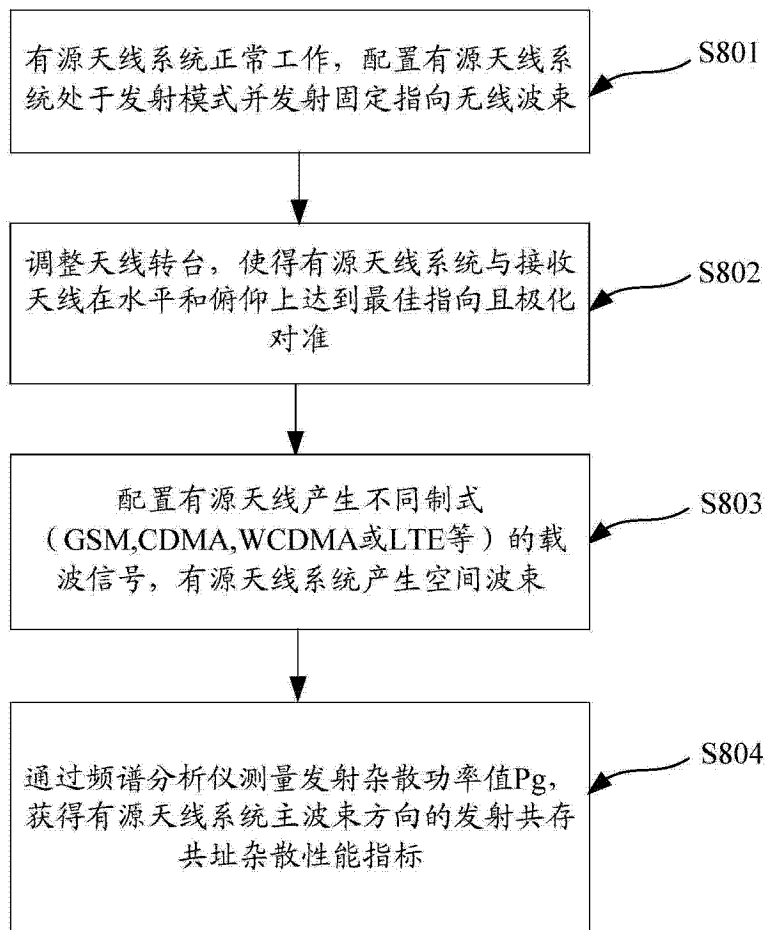 有源天线系统正常工作，配置有源天线系
统处于发射模式并发射固定指向无线波束
S801
调整天线转台，使得有源天线系统与接收
天线在水平和俯仰上达到最佳指向且极化
对准
S802
配置有源天线产生不同制式
（GSM,CDMA,WCDMA或LTE等）的载
波信号，有源天线系统产生空间波束
S803
通过频谱分析仪测量发射杂散功率值Pg，
获得有源天线系统主波束方向的发射共存
共址杂散性能指标
S804